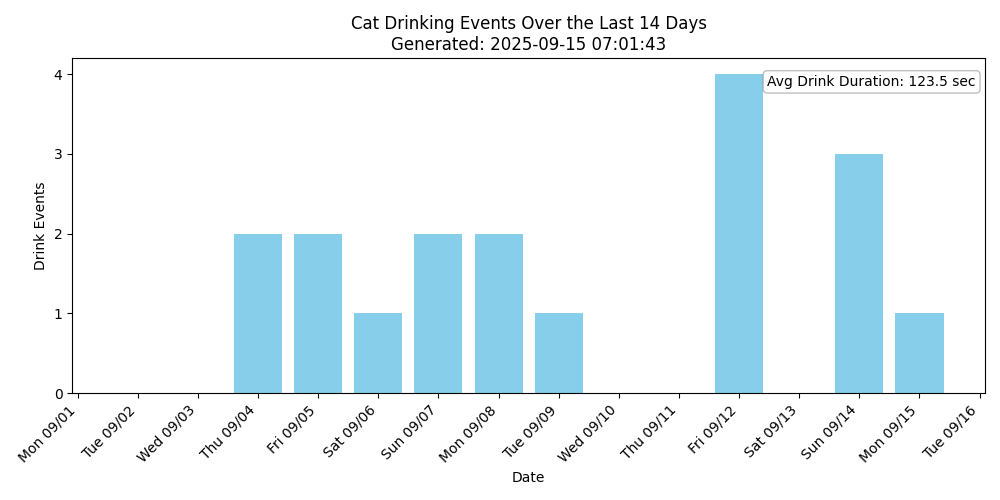 Cat Drinking Events Over the Last 14 Days
Generated: 2025-09-15 07:01:43
Avg Drink Duration: 123.5 sec
Drink Events
4
3
2
1
0
Mon 09/01
Tue 09/02
Wed 09/03
Thu 09/04
Fri 09/05
Sat 09/06
Sun 09/07
Mon 09/08
Tue 09/09
Wed 09/10
Thu 09/11
Fri 09/12
Sat 09/13
Sun 09/14
Mon 09/15
Tue 09/16
Date